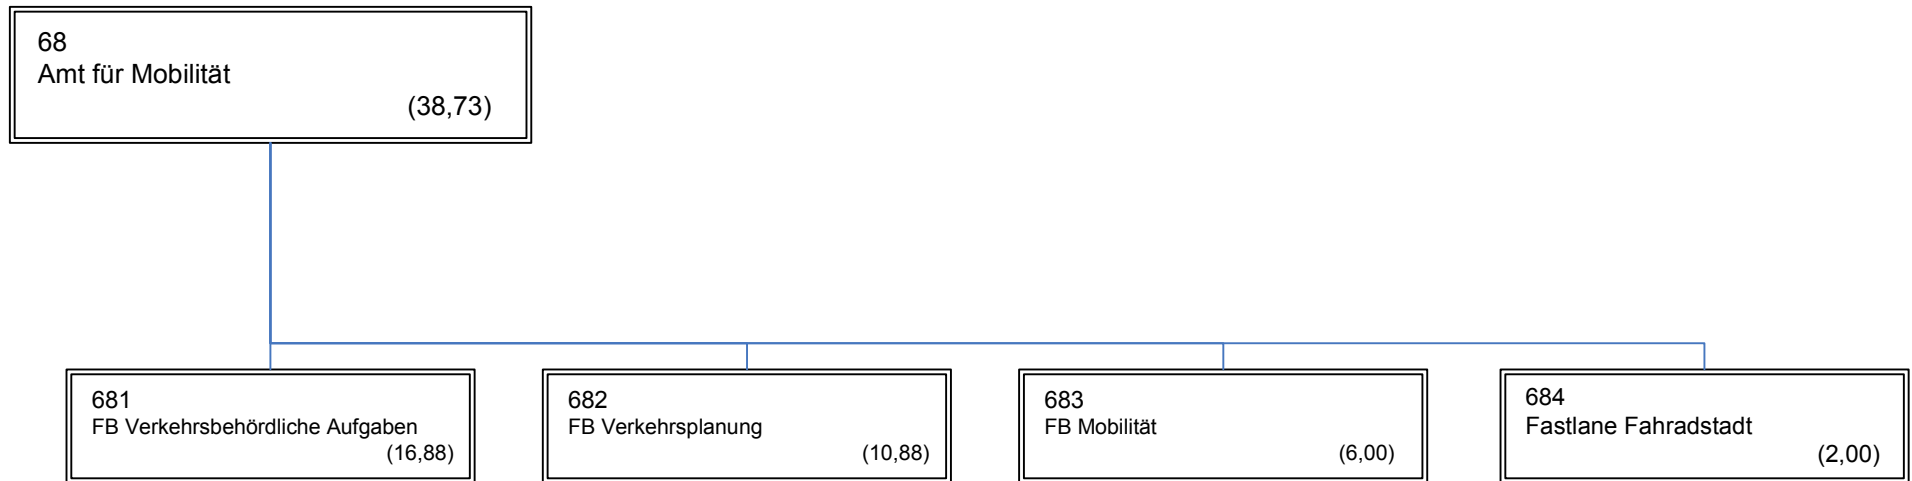 68
Amt für Mobilität
(38,73)
681
FB Verkehrsbehördliche Aufgaben
(16,88)
682
FB Verkehrsplanung
(10,88)
683
FB Mobilität
(6,00)
684
Fastlane Fahradstadt
(2,00)